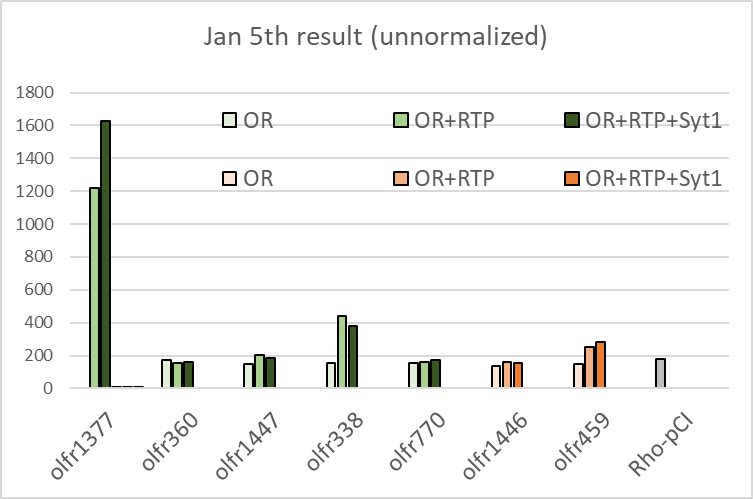 Jan 5th result (unnormalized)
1800
1600
1400
1200
1000
800
600
400
200
0
OR OR+RTP OR+RTP+Syt1
OR OR+RTP OR+RTP+Syt1
olfr1377 olfr360 olfr1447 olfr338 olfr770 olfr1446 olfr459 Rho-pCI